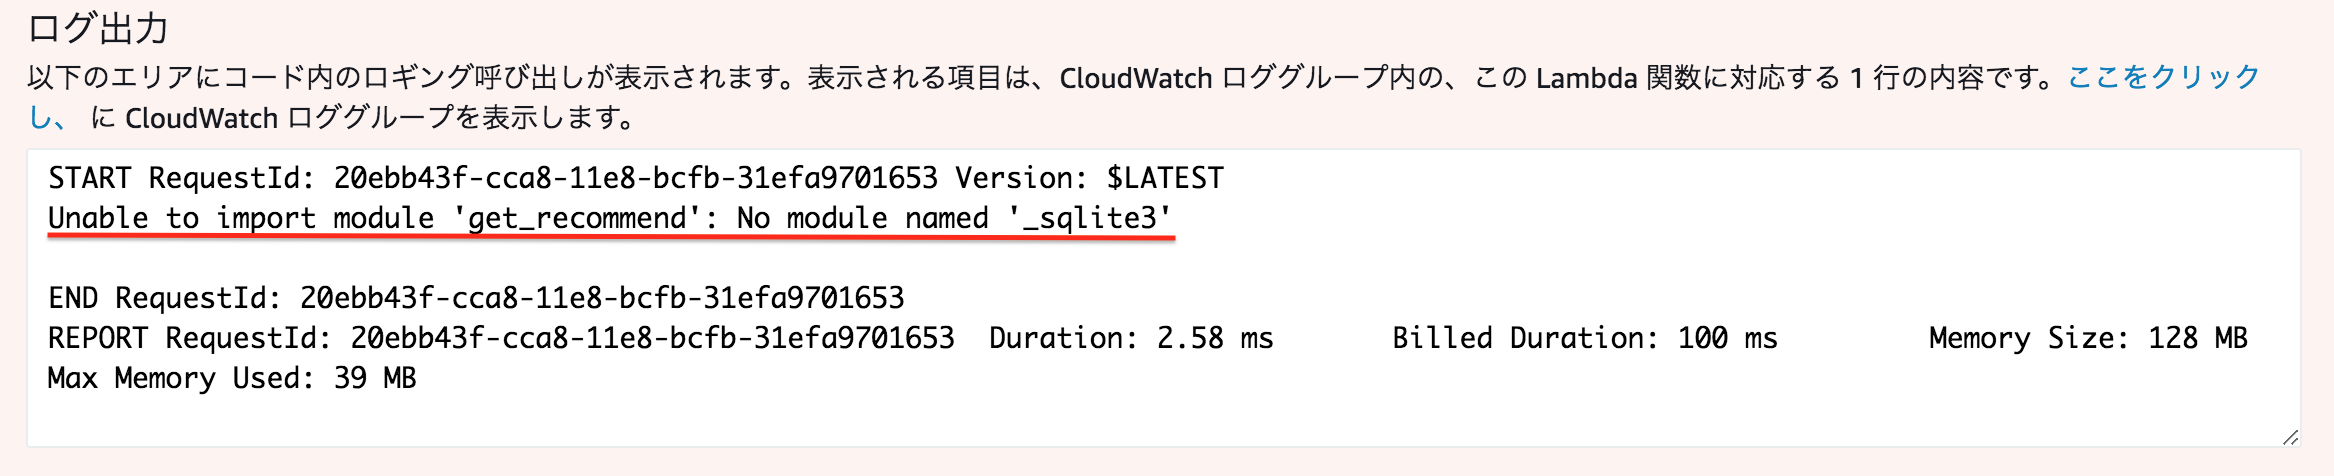 ログ出力
以下のエリアにコード内のロギング呼び出しが表示されます。表示される項目は、CloudWatch ロググループ内の、この Lambda 関数に対応する 1 行の内容です。ここをクリック
し、 に CloudWatch ロググループを表示します。
START RequestId: 20ebb43f-cca8-11e8-bcfb-31efa9701653 Version: $LATEST
Unable to import module 'get_recommend': No module named '_sqlite3'
END RequestId: 20ebb43f-cca8-11e8-bcfb-31efa9701653
REPORT RequestId: 20ebb43f-cca8-11e8-bcfb-31efa9701653 Duration: 2.58 ms Billed Duration: 100 ms Memory Size: 128 MB
Max Memory Used: 39 MB